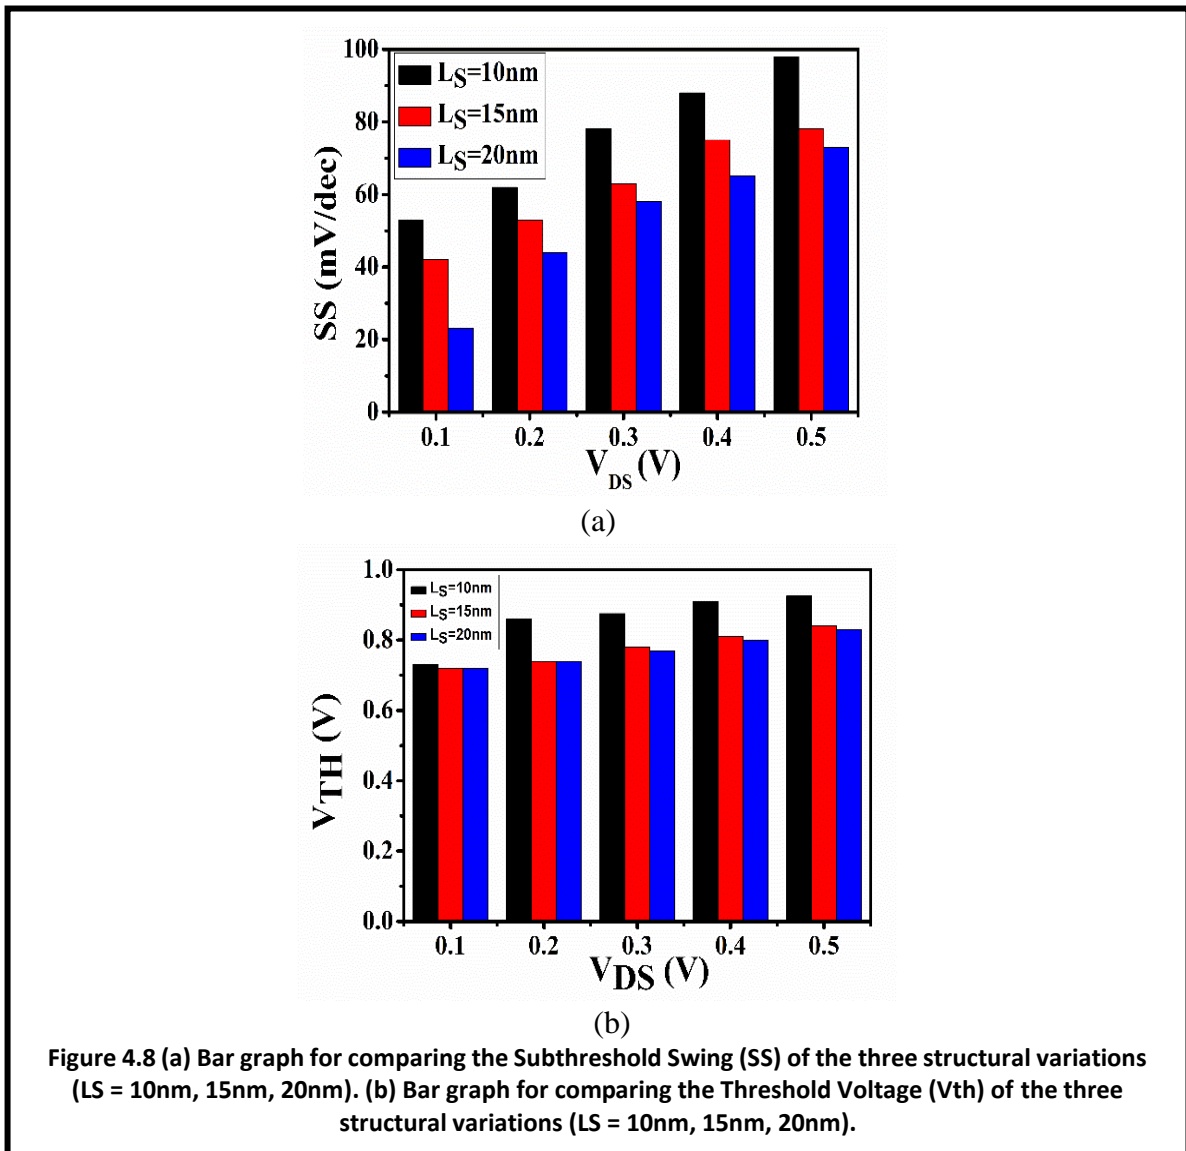 100
80
60
40
20
0
SS (mV/dec)
LS=10nm
LS=15nm
LS=20nm
0.1 0.2 0.3 0.4 0.5
VDS (V)
(a)
1.0
0.8
0.6
0.4
0.2
0.0
VTH (V)
LS=10nm
LS=15nm
LS=20nm
0.1 0.2 0.3 0.4 0.5
VDS (V)
(b)
Figure 4.8 (a) Bar graph for comparing the Subthreshold Swing (SS) of the three structural variations
(LS = 10nm, 15nm, 20nm). (b) Bar graph for comparing the Threshold Voltage (Vth) of the three
structural variations (LS = 10nm, 15nm, 20nm).